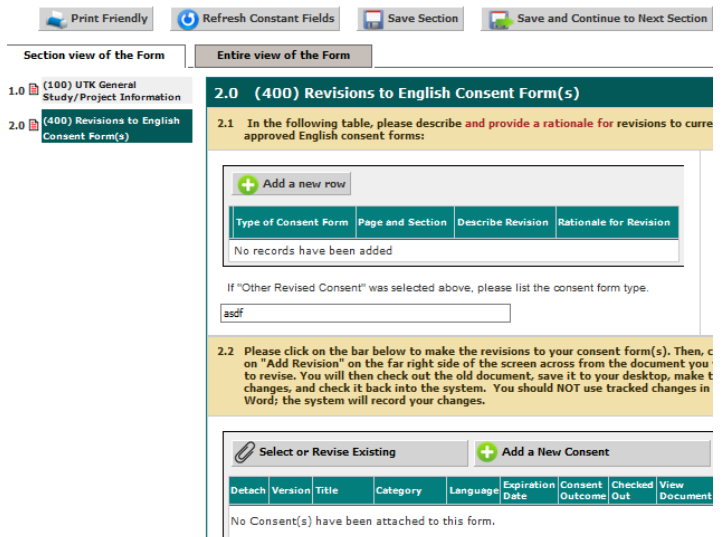 Print Friendly
Refresh Constant Fields
Save Section
Save and Continue to Next Section
Section view of the Form
Entire view of the Form
1.0 (100) UTK General
Study/Project Information
2.0 (400) Revisions to English
Consent Form(s)
2.0 (400) Revisions to English Consent Form(s)
2.1 In the following table, please describe and provide a rationale for revisions to curre
approved English consent forms:
Add a new row
Type of Consent Form Page and Section Describe Revision Rationale for Revision
No records have been added
If "Other Revised Consent" was selected above, please list the consent form type.
asdf
2.2 Please click on the bar below to make the revisions to your consent form(s). Then, c
on "Add Revision" on the far right side of the screen across from the document you
to revise. You will then check out the old document, save it to your desktop, make t
changes, and check it back into the system. You should NOT use tracked changes in
Word; the system will record your changes.
Select or Revise Existing
Add a New Consent
Detach Version Title Category Language Expiration Date Consent Outcome Checked Out View Document
No Consent(s) have been attached to this form.